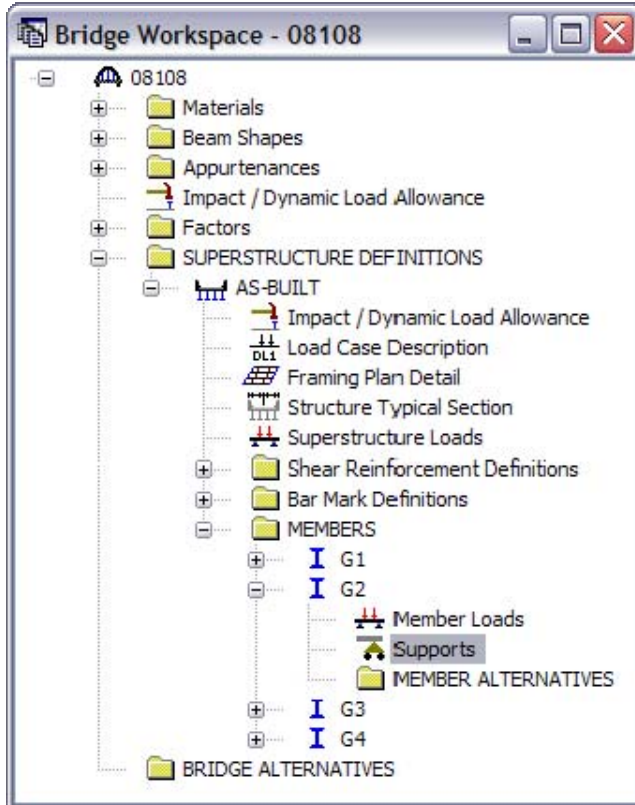 Bridge Workspace - 08108
08108
Materials
Beam Shapes
Appurtenances
Impact / Dynamic Load Allowance
Factors
SUPERSTRUCTURE DEFINITIONS
AS-BUILT
Impact / Dynamic Load Allowance
DL1 Load Case Description
Framing Plan Detail
Structure Typical Section
Superstructure Loads
Shear Reinforcement Definitions
Bar Mark Definitions
MEMBERS
G1
G2
Member Loads
Supports
MEMBER ALTERNATIVES
G3
G4
BRIDGE ALTERNATIVES